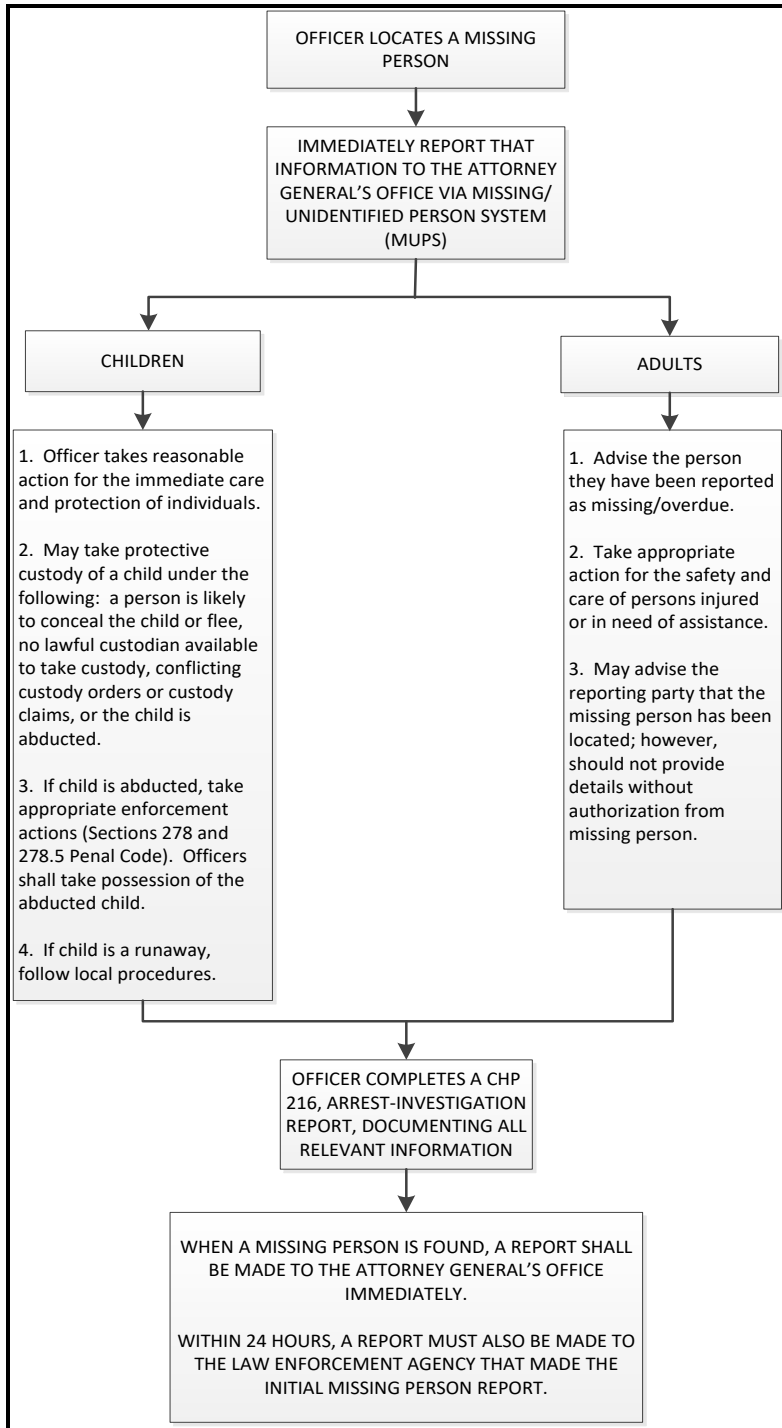 OFFICER LOCATES A MISSING
PERSON
IMMEDIATELY REPORT THAT
INFORMATION TO THE ATTORNEY
GENERAL'S OFFICE VIA MISSING/
UNIDENTIFIED PERSON SYSTEM
(MUPS)
CHILDREN
1.  Officer takes reasonable
action for the immediate care
and protection of individuals.
2.  May take protective
custody of a child under the
following:  a person is likely
to conceal the child or flee,
no lawful custodian available
to take custody, conflicting
custody orders or custody
claims, or the child is
abducted.
3.  If child is abducted, take
appropriate enforcement
actions (Sections 278 and
278.5 Penal Code).  Officers
shall take possession of the
abducted child.
4.  If child is a runaway,
follow local procedures.
ADULTS
1.  Advise the person
they have been reported
as missing/overdue.
2.  Take appropriate
action for the safety and
care of persons injured
or in need of assistance.
3.  May advise the
reporting party that the
missing person has been
located; however,
should not provide
details without
authorization from
missing person.
OFFICER COMPLETES A CHP
216, ARREST-INVESTIGATION
REPORT, DOCUMENTING ALL
RELEVANT INFORMATION
WHEN A MISSING PERSON IS FOUND, A REPORT SHALL
BE MADE TO THE ATTORNEY GENERAL'S OFFICE
IMMEDIATELY.
WITHIN 24 HOURS, A REPORT MUST ALSO BE MADE TO
THE LAW ENFORCEMENT AGENCY THAT MADE THE
INITIAL MISSING PERSON REPORT.